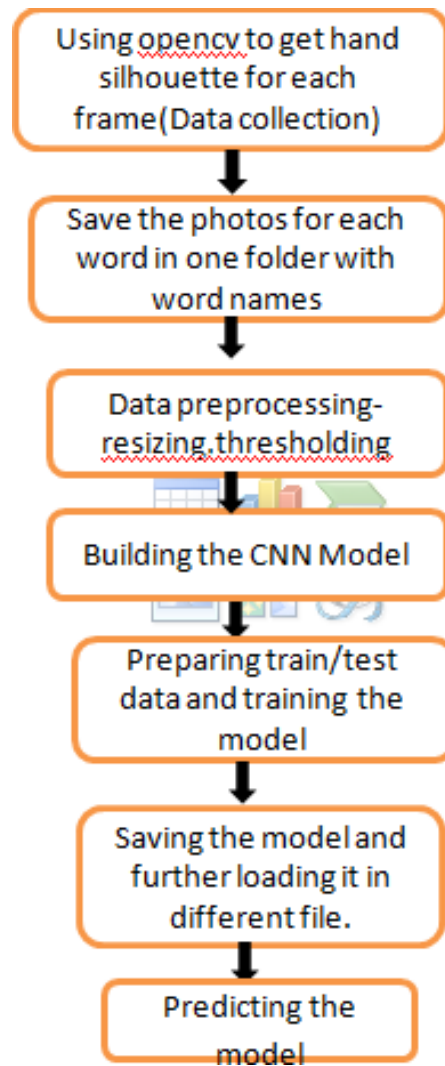 Using opencv to get hand
silhouette for each
frame(Data collection)
Save the photos for each
word in one folder with
word names
Data preprocessing-
resizing.thresholding
Building the CNN Model
Preparing train/test
data and training the
model
Saving the model and
further loading it in
different file.
Predicting the
model